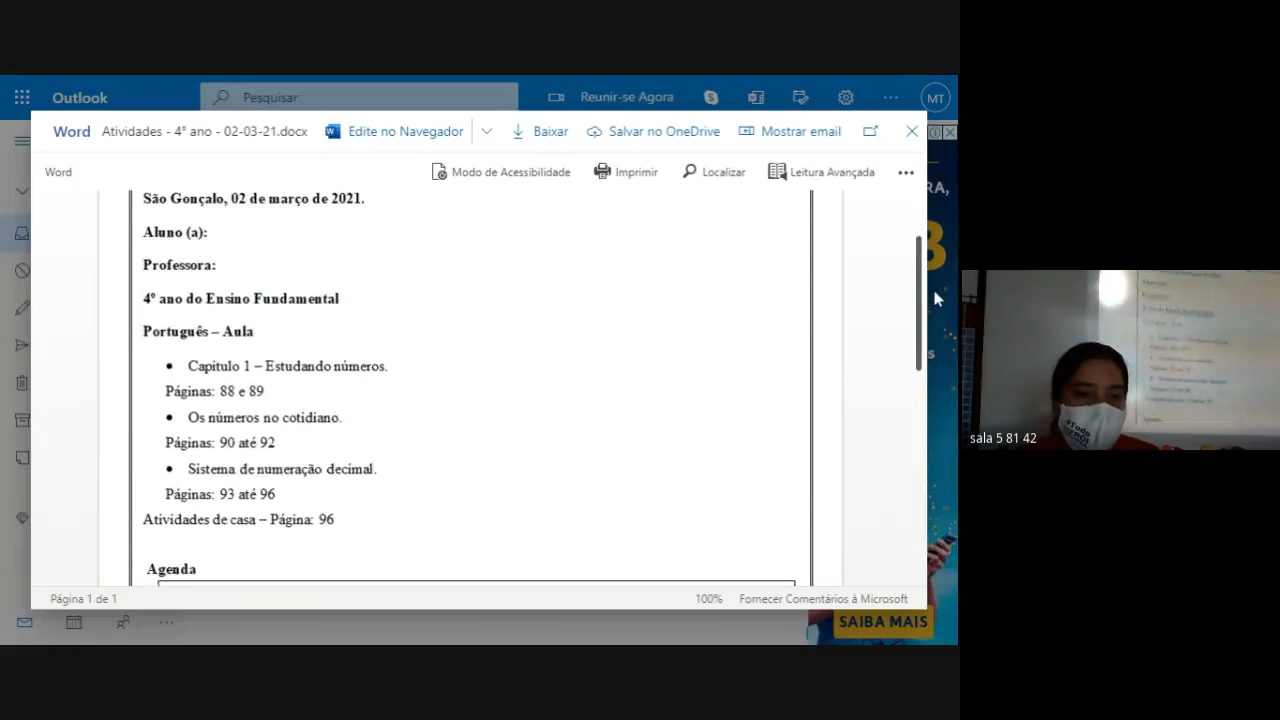 Outlook
Pesquisar
Reunir-se Agora
MT
Word Atividades - 4° ano - 02-03-21.docx Edite no Navegador Baixar Salvar no OneDrive Mostrar email
Word
Modo de Acessibilidade Imprimir Localizar Leitura Avançada
São Gonçalo, 02 de março de 2021.
Aluno (a):
Professora:
4º ano do Ensino Fundamental
Português – Aula
• Capitulo 1 – Estudando números.
Páginas: 88 e 89
• Os números no cotidiano.
Páginas: 90 até 92
• Sistema de numeração decimal.
Páginas: 93 até 96
Atividades de casa – Página: 96
Agenda
Página 1 de 1
100% Fornecer Comentários à Microsoft
RA,
SAIBA MAIS
sala 5 81 42